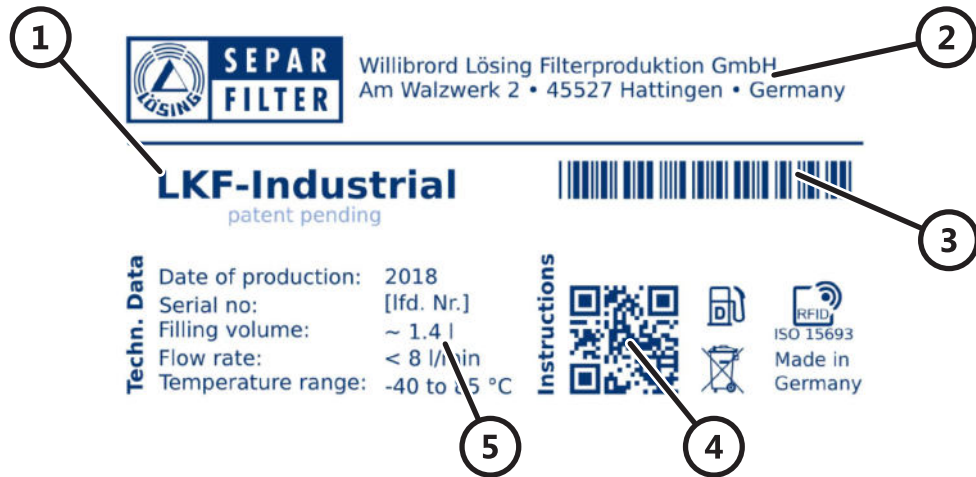 1
2
SEPAR
FILTER
LÖSING
Willibrord Lösing Filterproduktion GmbH
Am Walzwerk 2 • 45527 Hattingen • Germany
LKF-Industrial
patent pending
3
Techn. Data
Date of production: 2018
Serial no: [lfd. Nr.]
Filling volume: ~ 1.4 l
Flow rate: < 8 l/min
Temperature range: -40 to 85 °C
Instructions
D
RFID
ISO 15693
Made in
Germany
5
4